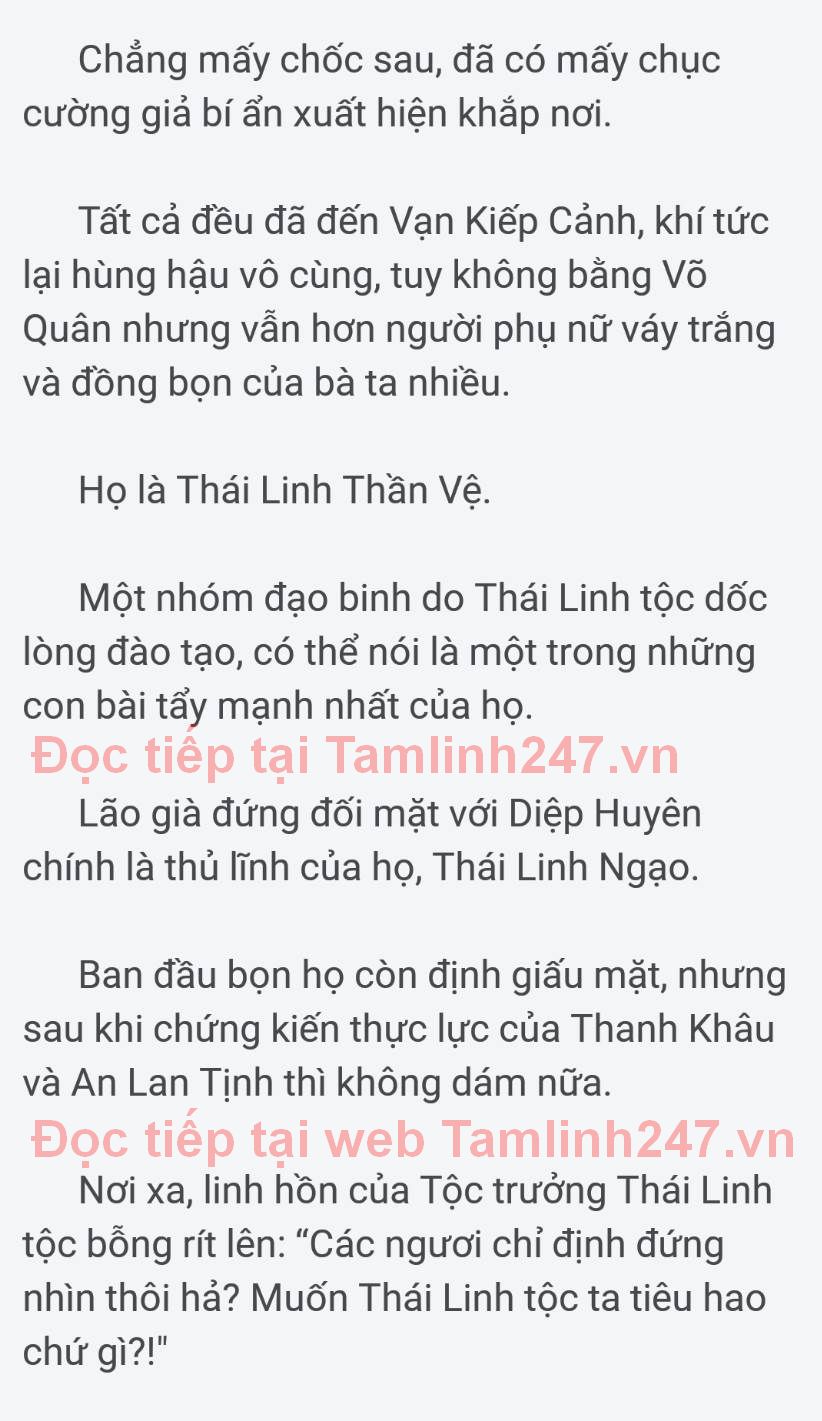 Chẳng mấy chốc sau, đã có mấy chục
cường giả bí ẩn xuất hiện khắp nơi.
Tất cả đều đã đến Vạn Kiếp Cảnh, khí tức
lại hùng hậu vô cùng, tuy không bằng Võ
Quân nhưng vẫn hơn người phụ nữ váy trắng
và đồng bọn của bà ta nhiều.
Họ là Thái Linh Thần Vệ.
Một nhóm đạo binh do Thái Linh tộc dốc
lòng đào tạo, có thể nói là một trong những
con bài tẩy mạnh nhất của họ.
Đọc tiếp tại Tamlinh247.vn
Lão già đứng đối mặt với Diệp Huyên
chính là thủ lĩnh của họ, Thái Linh Ngạo.
Ban đầu bọn họ còn định giấu mặt, nhưng
sau khi chứng kiến thực lực của Thanh Khâu
và An Lan Tịnh thì không dám nữa.
Đọc tiếp tại web Tamlinh247.vn
Nơi xa, linh hồn của Tộc trưởng Thái Linh
tộc bỗng rít lên: “Các ngươi chỉ định đứng
nhìn thôi hả? Muốn Thái Linh tộc ta tiêu hao
chứ gì?!"